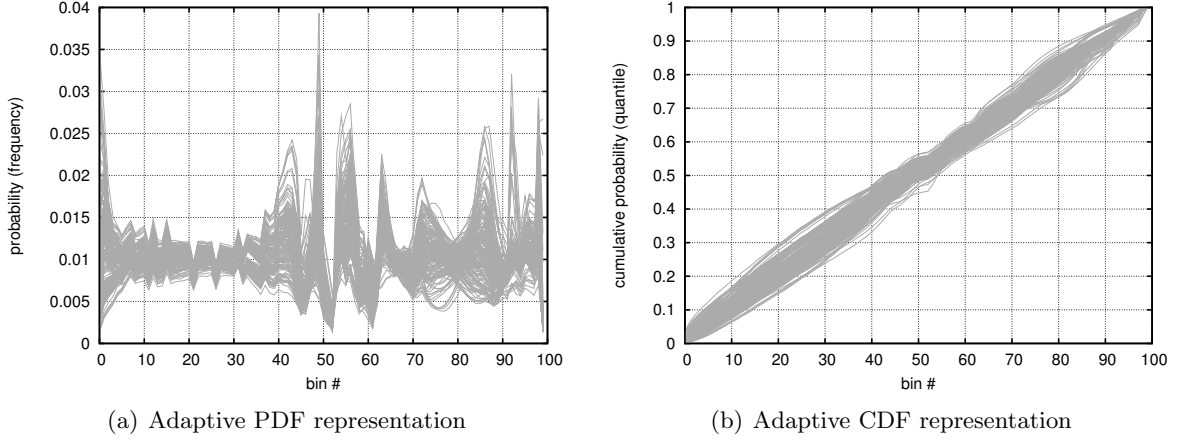 0.04
0.035
0.03
0.025
0.02
0.015
0.01
0.005
0
probability (frequency)
0 10 20 30 40 50 60 70 80 90 100
bin #
(a) Adaptive PDF representation
1
0.9
0.8
0.7
0.6
0.5
0.4
0.3
0.2
0.1
0
cumulative probability (quantile)
0 10 20 30 40 50 60 70 80 90 100
bin #
(b) Adaptive CDF representation